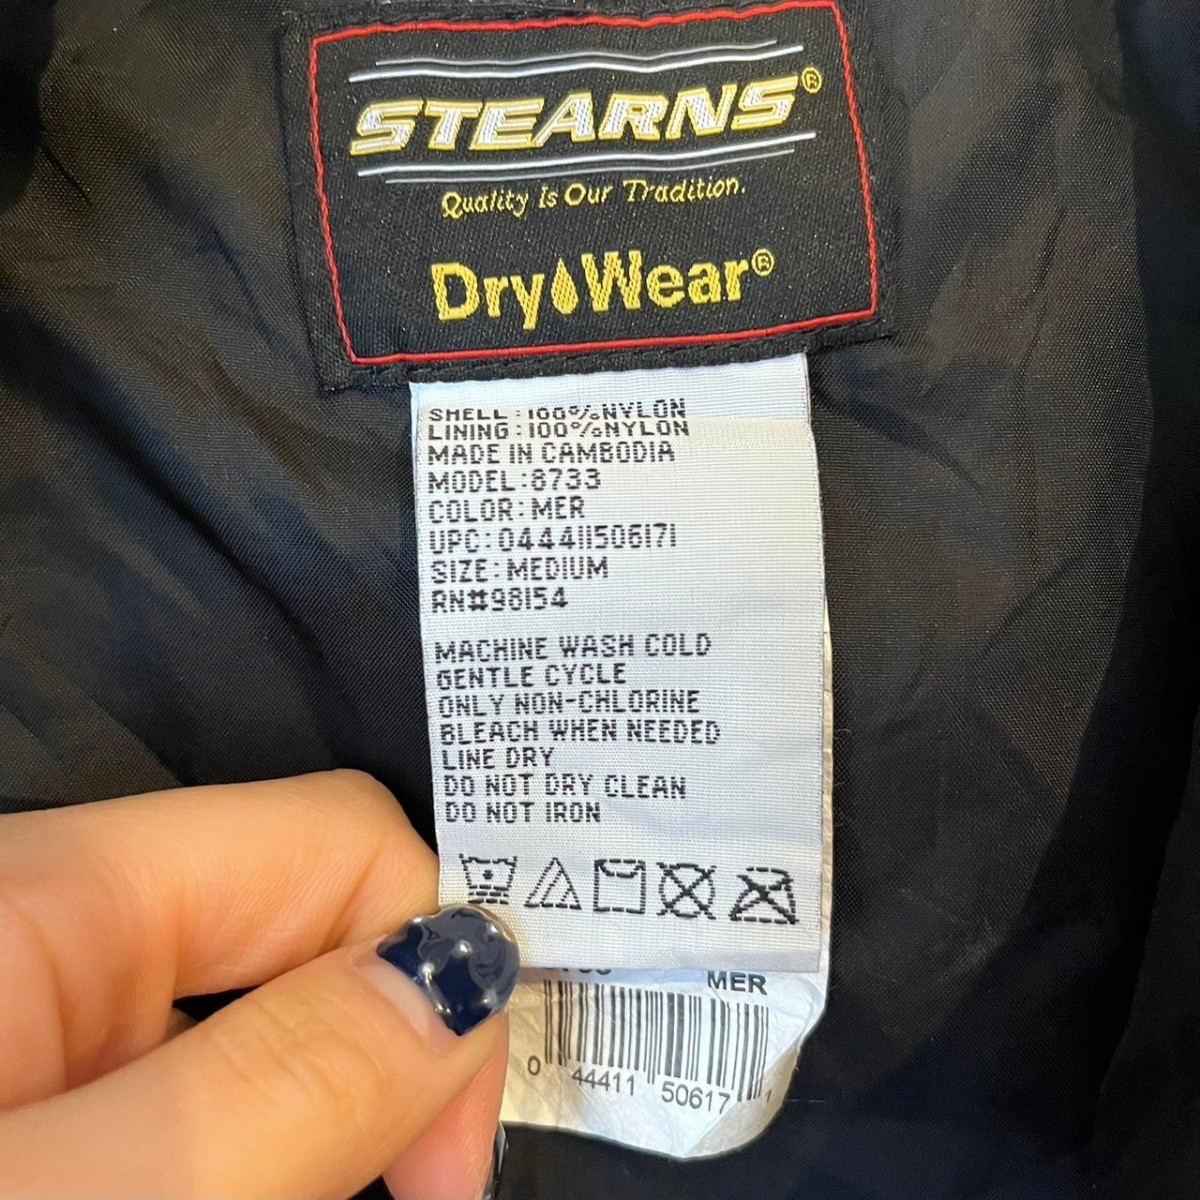 STEARNS®
Quality Is Our Tradition.
Dry Wear®
SHELL:100%NYLON
LINING:100%NYLON
MADE IN CAMBODIA
MODEL:8733
COLOR:MER
UPC:044411506171
SIZE:MEDIUM
RN#98154
MACHINE WASH COLD
GENTLE CYCLE
ONLY NON-CHLORINE
BLEACH WHEN NEEDED
LINE DRY
DO NOT DRY CLEAN
DO NOT IRON
MER
0 44411 50617 1